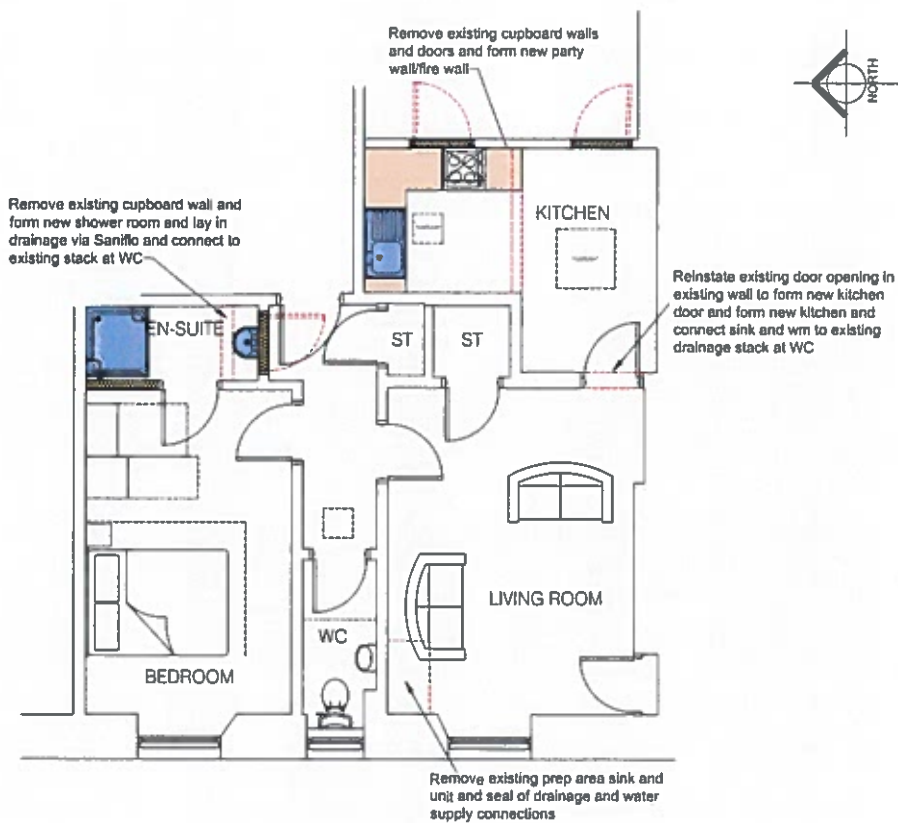 Remove existing cupboard walls
and doors and form new party
wall/fire wall
NORTH
Remove existing cupboard wall and
form new shower room and lay in
drainage via Saniflo and connect to
existing stack at WC
KITCHEN
Reinstate existing door opening in
existing wall to form new kitchen
door and form new kitchen and
connect sink and wm to existing
drainage stack at WC
EN-SUITE
ST
ST
LIVING ROOM
WC
BEDROOM
Remove existing prep area sink and
unit and seal of drainage and water
supply connections